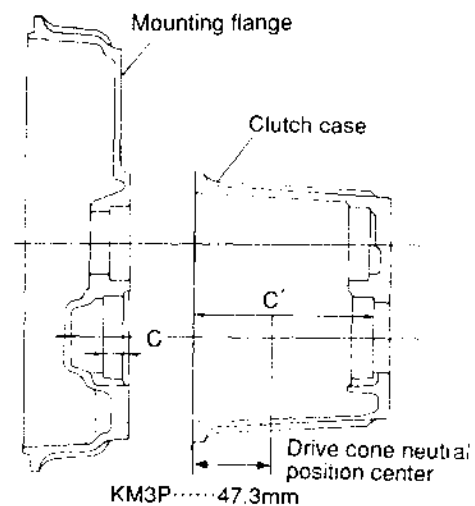 Mounting flange
Clutch case
C´
C
Drive cone neutral
position center
KM3P······47.3mm